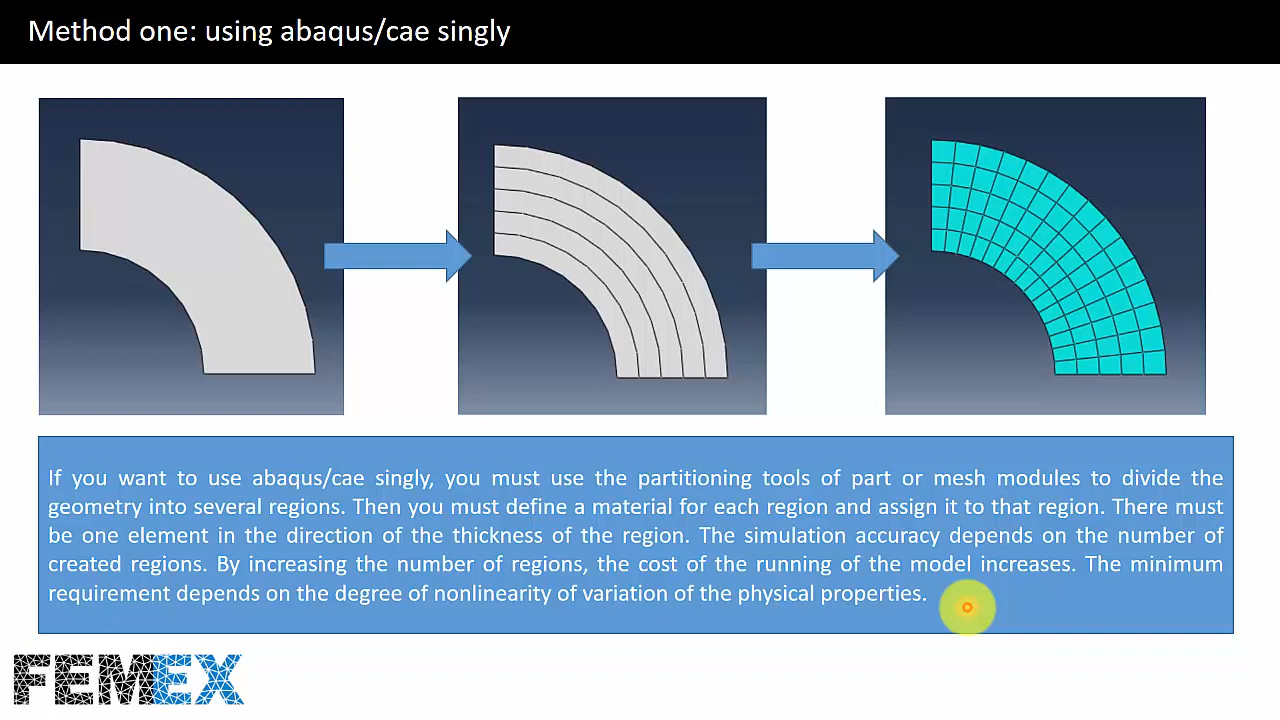 Method one: using abaqus/cae singly
If you want to use abaqus/cae singly, you must use the partitioning tools of part or mesh modules to divide the
geometry into several regions. Then you must define a material for each region and assign it to that region. There must
be one element in the direction of the thickness of the region. The simulation accuracy depends on the number of
created regions. By increasing the number of regions, the cost of the running of the model increases. The minimum
requirement depends on the degree of nonlinearity of variation of the physical properties.
FEMEX